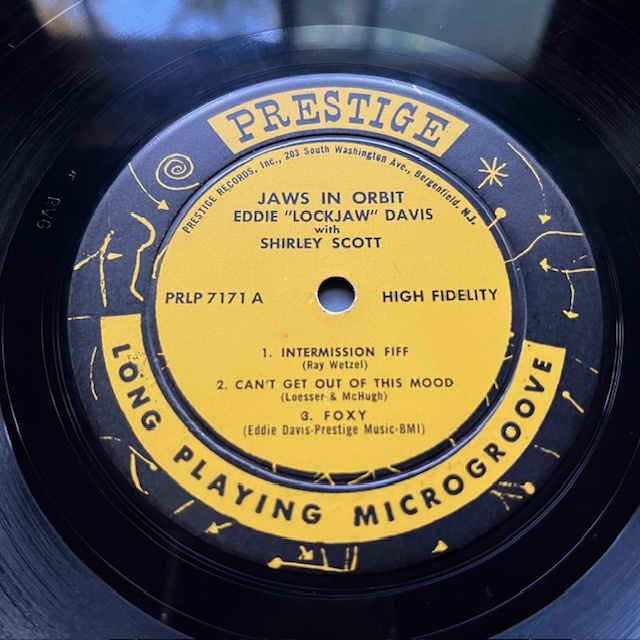 PRESTIGE
PRESTIGE RECORDS, Inc., 203 South Washington Ave., Bergenfield, N.J.
JAWS IN ORBIT
EDDIE "LOCKJAW" DAVIS
with
SHIRLEY SCOTT
PRLP 7171 A
HIGH FIDELITY
1. INTERMISSION FIFF
(Ray Wetzel)
2. CAN'T GET OUT OF THIS MOOD
(Loesser & McHugh)
3. FOXY
(Eddie Davis-Prestige Music-BMI)
LONG PLAYING MICROGROOVE
RVG